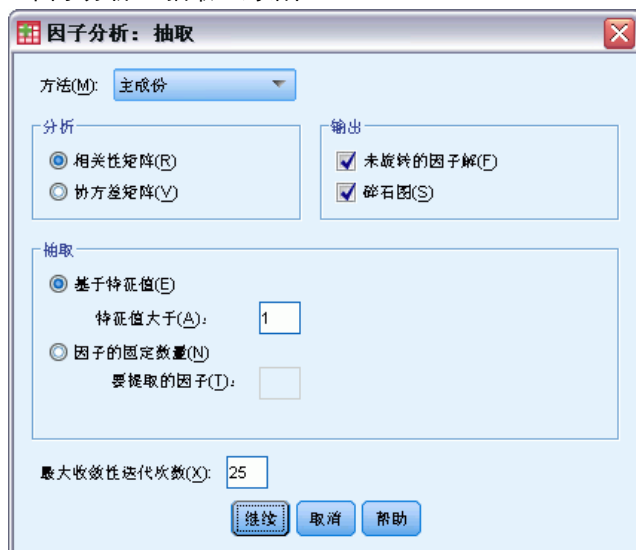 因子分析：抽取
方法(M): 主成份
分析
相关性矩阵(R)
协方差矩阵(V)
输出
未旋转的因子解(F)
碎石图(S)
抽取
基于特征值(E)
特征值大于(A): 1
因子的固定数量(N)
要提取的因子(T):
最大收敛性迭代次数(X): 25
继续 取消 帮助